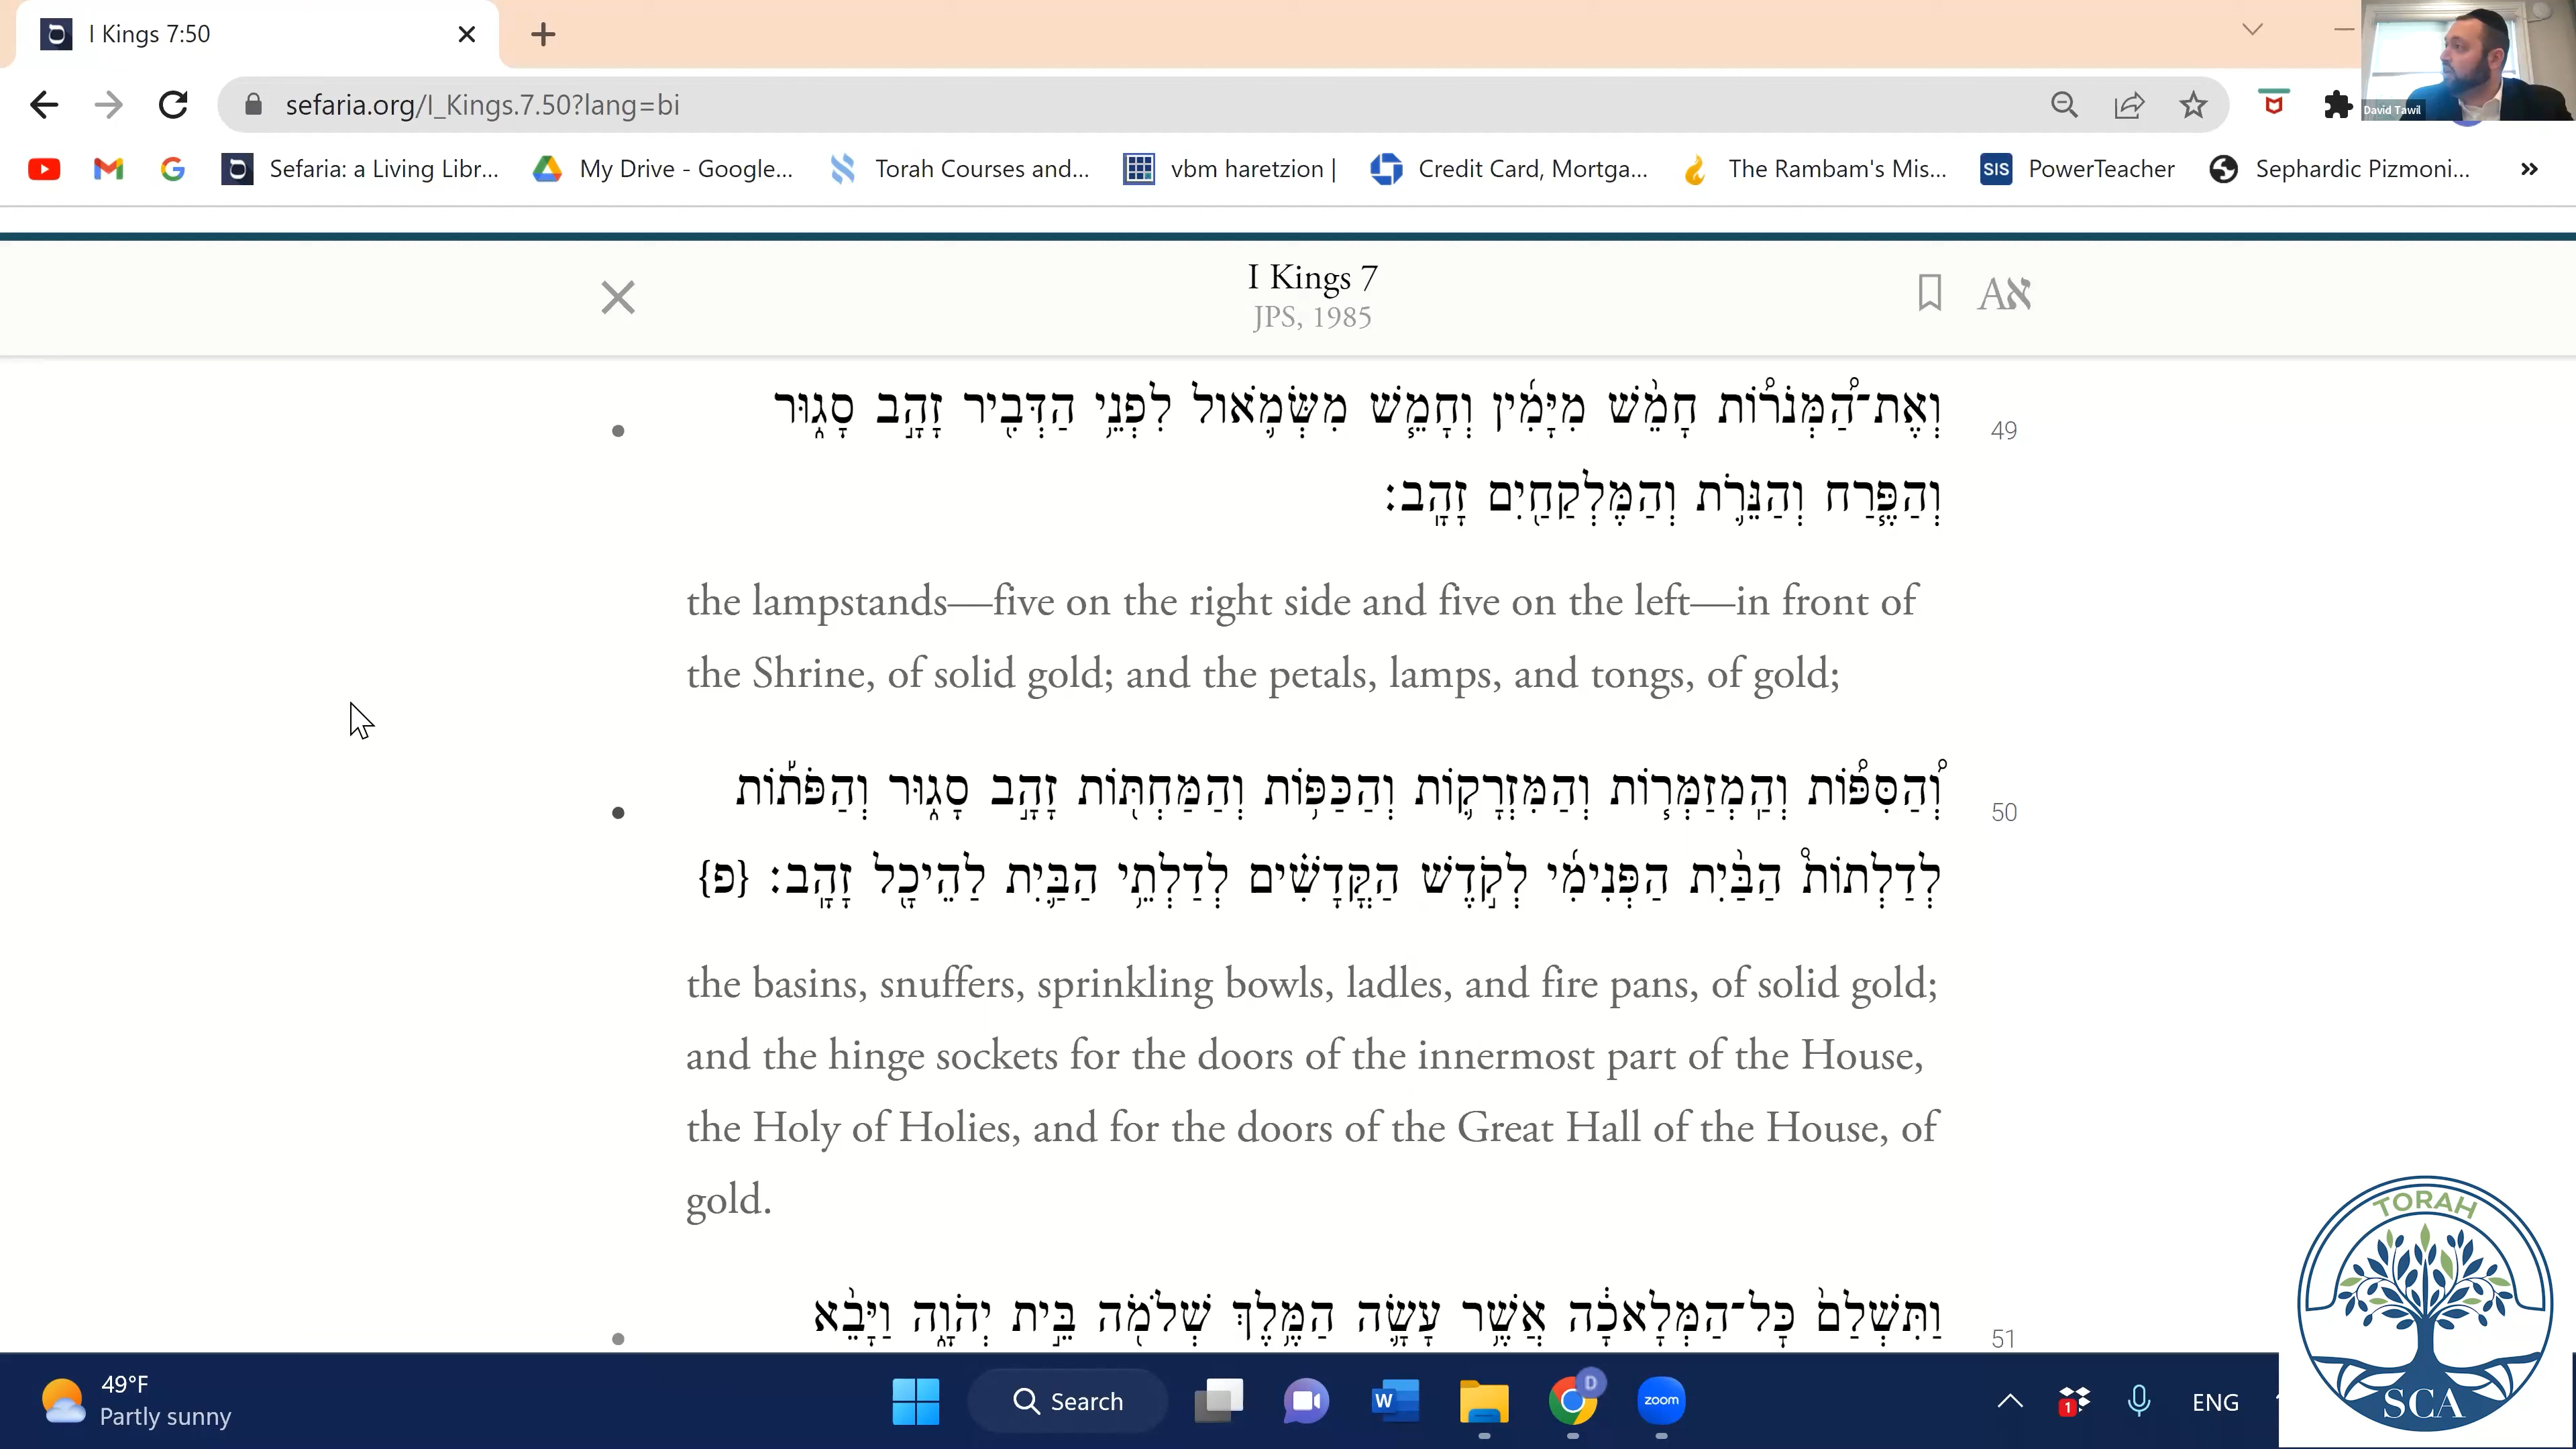 I Kings 7:50
sefaria.org/I_Kings.7.50?lang=bi
David Tawil
Sefaria: a Living Libr... My Drive - Google... Torah Courses and... vbm haretzion | Credit Card, Mortga... The Rambam's Mis... SIS PowerTeacher Sephardic Pizmoni... »
I Kings 7
JPS, 1985
Aא
וְאֶת־הַ֠מְּנֹר֠וֹת חָמֵ֨שׁ מִיָּמִ֜ין וְחָמֵ֧שׁ מִשְּׂמֹ֛אול לִפְנֵ֥י הַדְּבִ֖יר זָהָ֣ב סָג֑וּר
49
וְהַפֶּ֧רַח וְהַנֵּרֹ֛ת וְהַמֶּלְקַחַ֖יִם זָהָֽב׃
the lampstands—five on the right side and five on the left—in front of
the Shrine, of solid gold; and the petals, lamps, and tongs, of gold;
וְ֠הַסִּפּ֠וֹת וְהַֽמְזַמְּר֧וֹת וְהַמִּזְרָק֛וֹת וְהַכַּפּ֥וֹת וְהַמַּחְתּ֖וֹת זָהָ֣ב סָג֑וּר וְהַפֹּת֡וֹת
50
לְדַלְתוֹת֩ הַבַּ֨יִת הַפְּנִימִ֜י לְקֹ֣דֶשׁ הַקֳּדָשִׁ֗ים לְדַלְתֵ֥י הַבַּ֛יִת לַהֵיכָ֖ל זָהָֽב׃ {פ}
the basins, snuffers, sprinkling bowls, ladles, and fire pans, of solid gold;
and the hinge sockets for the doors of the innermost part of the House,
the Holy of Holies, and for the doors of the Great Hall of the House, of
gold.
וַתִּשְׁלַם֙ כׇּל־הַמְּלָאכָ֔ה אֲשֶׁ֥ר עָשָׂ֛ה הַמֶּ֥לֶךְ שְׁלֹמֹ֖ה בֵּ֣ית יְהֹוָ֑ה וַיָּבֵ֨א
51
TORAH
SCA
49°F
Partly sunny
Search
W
D
zoom
1
ENG